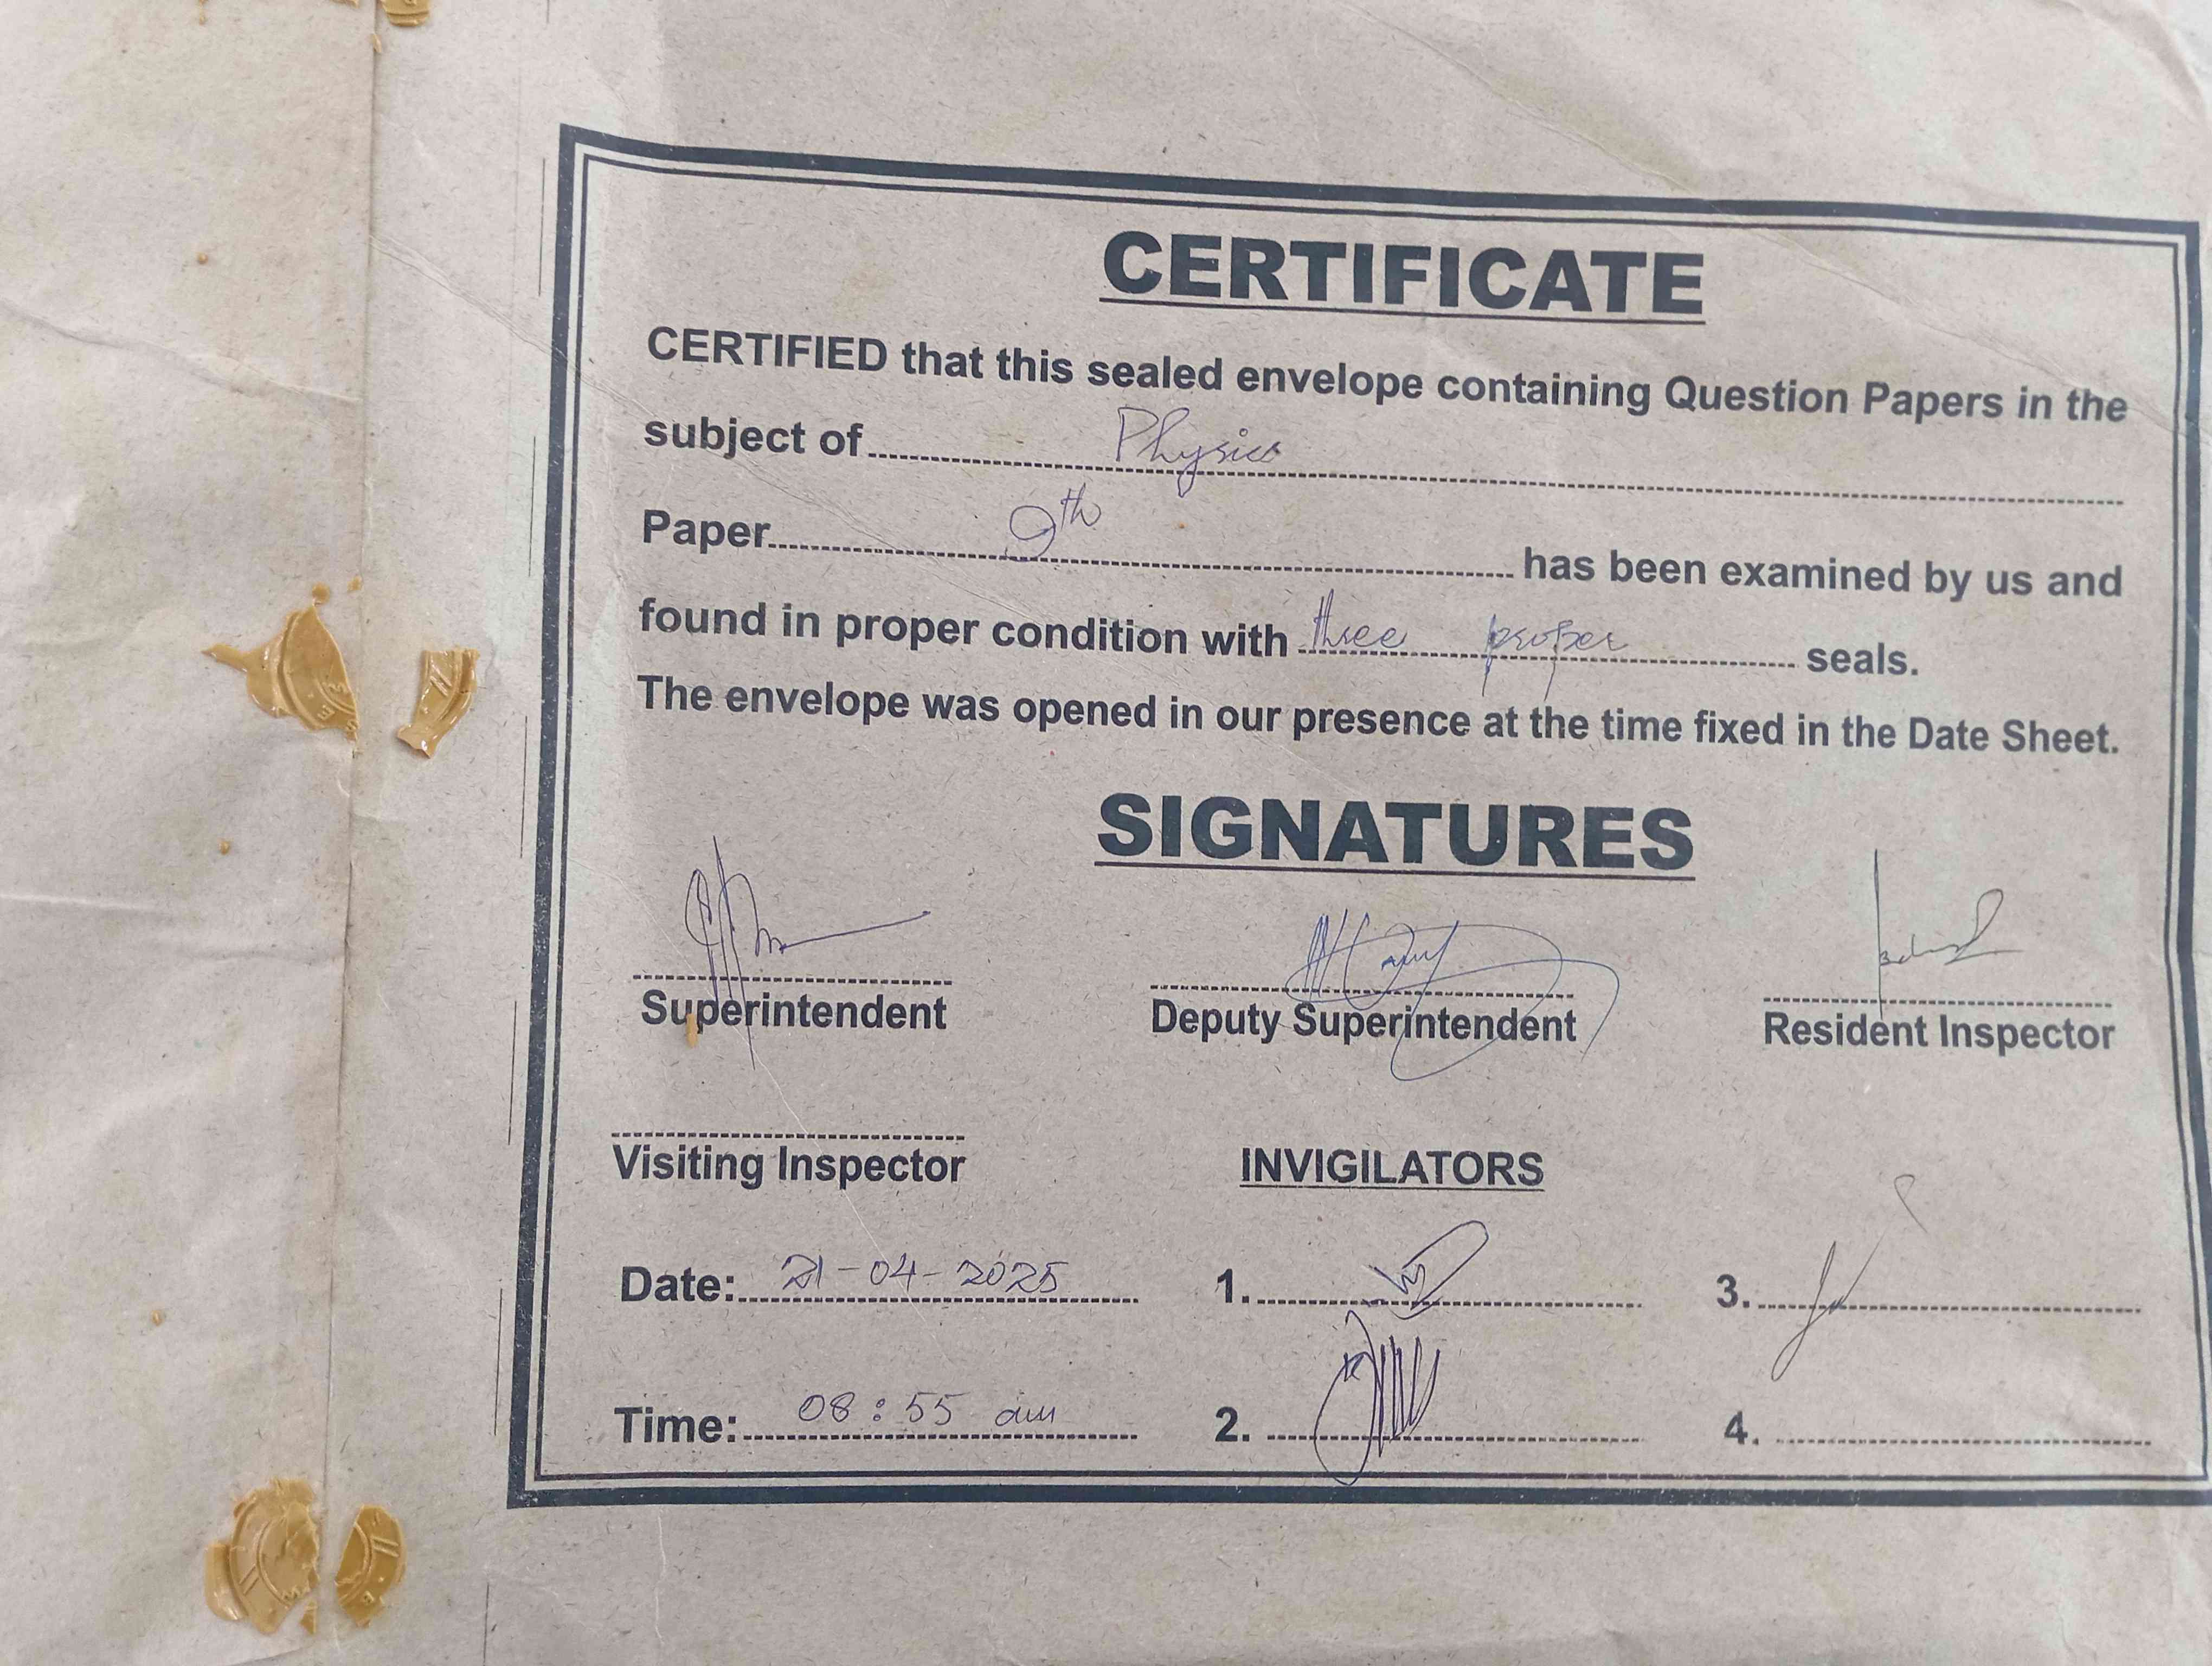 CERTIFICATE
CERTIFIED that this sealed envelope containing Question Papers in the
subject of Physics
Paper 9th has been examined by us and
found in proper condition with three proper seals.
The envelope was opened in our presence at the time fixed in the Date Sheet.
SIGNATURES
Superintendent Deputy Superintendent Resident Inspector
Visiting Inspector INVIGILATORS
Date: 21-04-2025 1. 3.
Time: 08:55 am 2. 4.